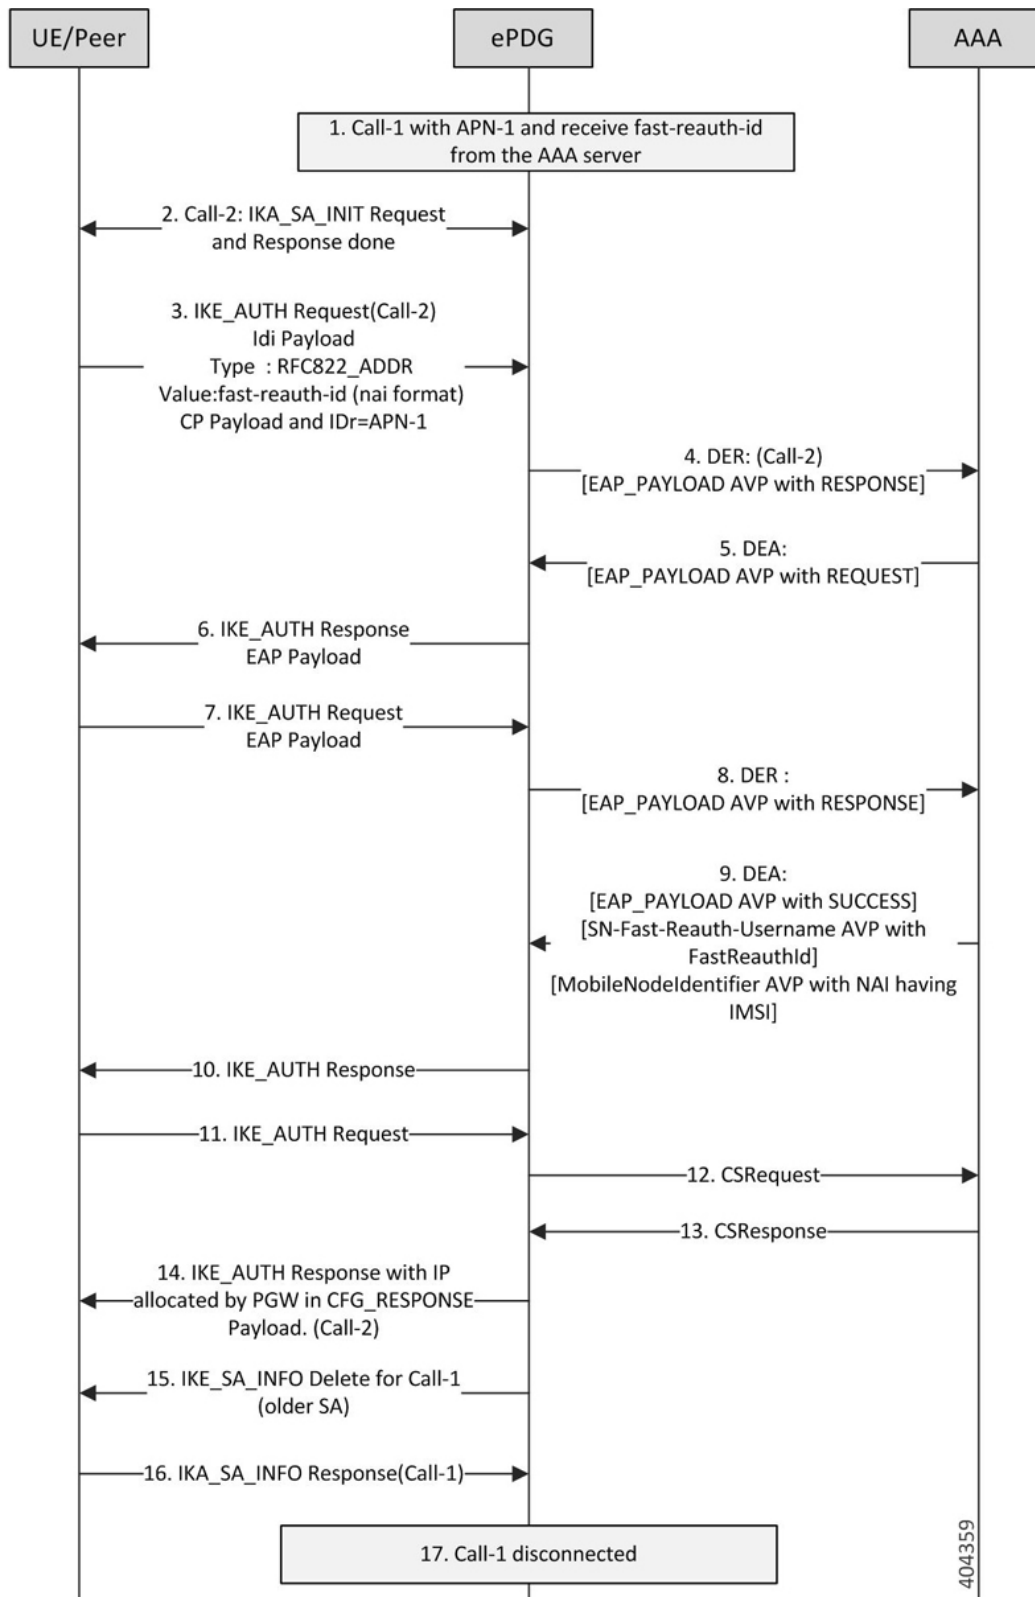 UE/Peer
ePDG
AAA
1. Call-1 with APN-1 and receive fast-reauth-id
from the AAA server
2. Call-2: IKA_SA_INIT Request
and Response done
3. IKE_AUTH Request(Call-2)
Idi Payload
Type : RFC822_ADDR
Value:fast-reauth-id (nai format)
CP Payload and IDr=APN-1
4. DER: (Call-2)
[EAP_PAYLOAD AVP with RESPONSE]
5. DEA:
[EAP_PAYLOAD AVP with REQUEST]
6. IKE_AUTH Response
EAP Payload
7. IKE_AUTH Request
EAP Payload
8. DER :
[EAP_PAYLOAD AVP with RESPONSE]
9. DEA:
[EAP_PAYLOAD AVP with SUCCESS]
[SN-Fast-Reauth-Username AVP with
FastReauthId]
[MobileNodeIdentifier AVP with NAI having
IMSI]
10. IKE_AUTH Response
11. IKE_AUTH Request
12. CSRequest
13. CSResponse
14. IKE_AUTH Response with IP
allocated by PGW in CFG_RESPONSE
Payload. (Call-2)
15. IKE_SA_INFO Delete for Call-1
(older SA)
16. IKA_SA_INFO Response(Call-1)
17. Call-1 disconnected
404359